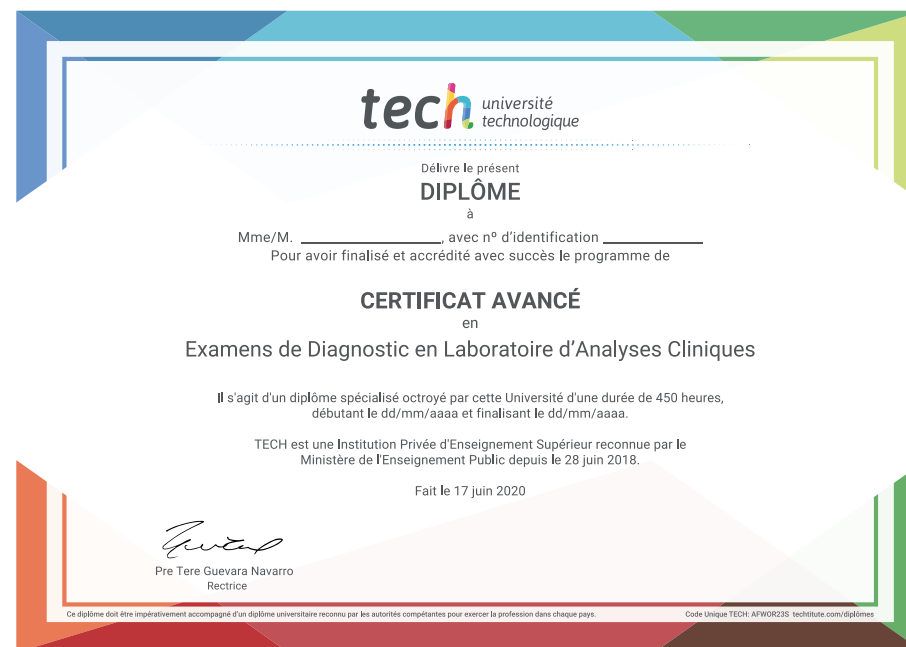 tech université
technologique
Délivre le présent
DIPLÔME
à
Mme/M. ____________________, avec nº d'identification ______________
Pour avoir finalisé et accrédité avec succès le programme de
CERTIFICAT AVANCÉ
en
Examens de Diagnostic en Laboratoire d'Analyses Cliniques
Il s'agit d'un diplôme spécialisé octroyé par cette Université d'une durée de 450 heures,
débutant le dd/mm/aaaa et finalisant le dd/mm/aaaa.
TECH est une Institution Privée d'Enseignement Supérieur reconnue par le
Ministère de l'Enseignement Public depuis le 28 juin 2018.
Fait le 17 juin 2020
Pre Tere Guevara Navarro
Rectrice
Ce diplôme doit être impérativement accompagné d'un diplôme universitaire reconnu par les autorités compétantes pour exercer la profession dans chaque pays.
Code Unique TECH: AFWOR23S techtitute.com/diplômes